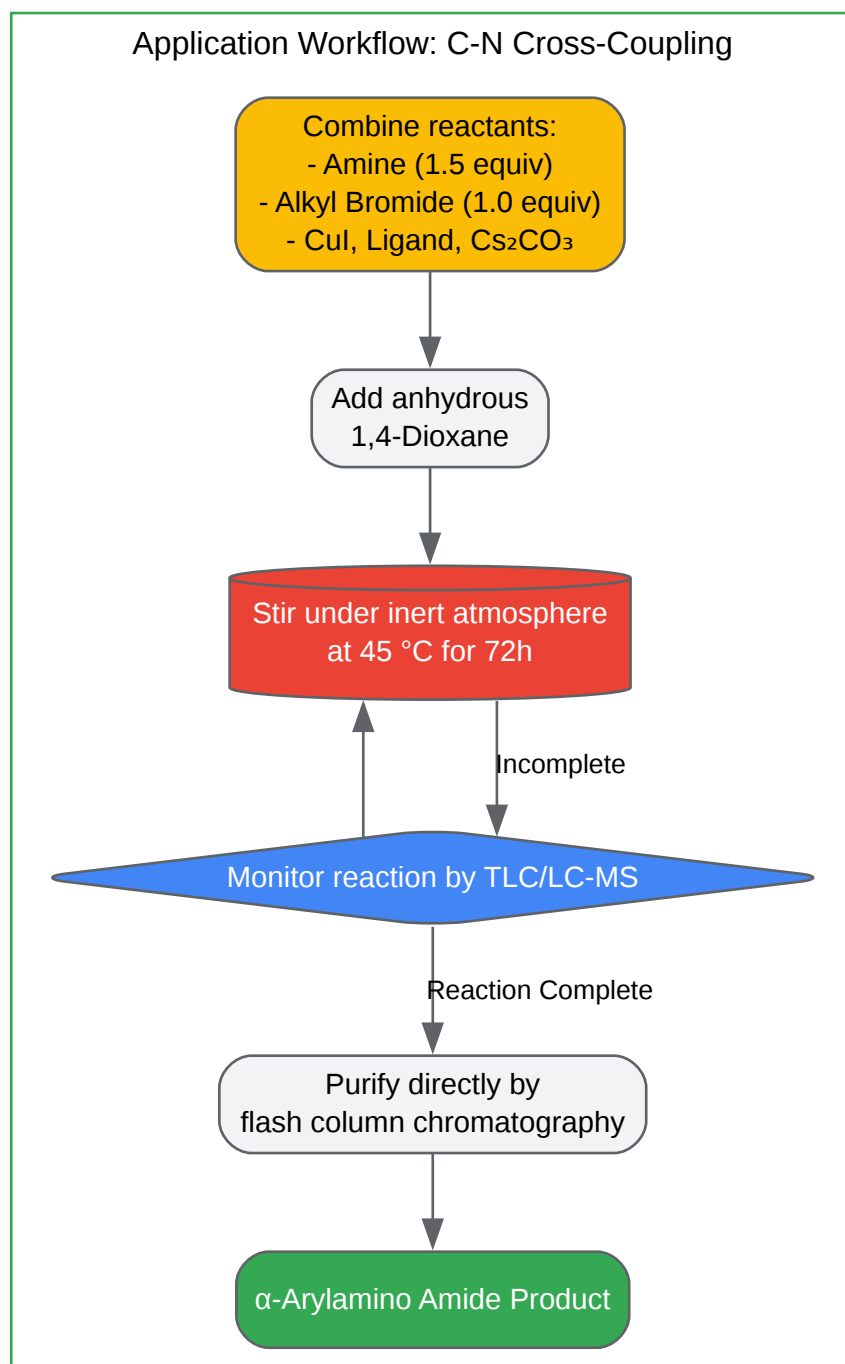 Application Workflow: C-N Cross-Coupling
Combine reactants:
- Amine (1.5 equiv)
- Alkyl Bromide (1.0 equiv)
- CuI, Ligand, Cs₂CO₃
Add anhydrous
1,4-Dioxane
Stir under inert atmosphere
at 45 °C for 72h
Incomplete
Monitor reaction by TLC/LC-MS
Reaction Complete
Purify directly by
flash column chromatography
α-Arylamino Amide Product